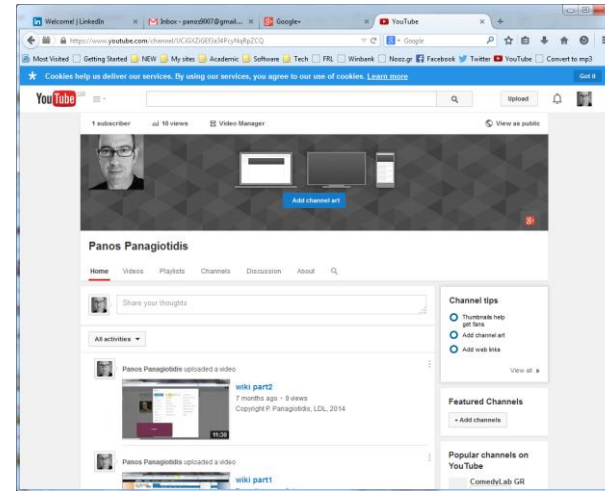 Welcome! | LinkedIn
Inbox - panos9007@gmail....
Google+
YouTube
https://www.youtube.com/channel/
Google
Most Visited Getting Started NEW My sites Academic Software Tech FRL Winbank Nooz.gr Facebook Twitter YouTube Convert to mp3
Cookies help us deliver our services. By using our services, you agree to our use of cookies. Learn more
Got it
YouTube GR
Upload
1 subscriber 18 views Video Manager
View as public
Add channel art
Panos Panagiotidis
Home Videos Playlists Channels Discussion About
Share your thoughts
All activities
Panos Panagiotidis uploaded a video
wiki part2
7 months ago • 9 views
Copyright P. Panagiotidis, LDL, 2014
11:30
Panos Panagiotidis uploaded a video
wiki part1
Channel tips
Thumbnails help
get fans
Add channel art
Add web links
View all
Featured Channels
+ Add channels
Popular channels on
YouTube
ComedyLab GR